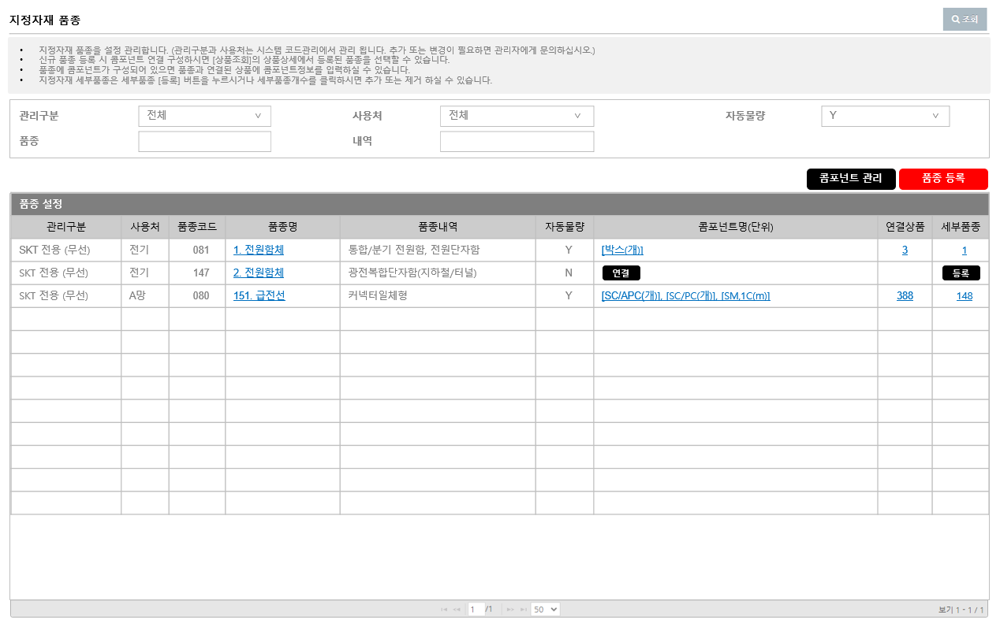 지정자재 품종
조회
• 지정자재 품종을 설정 관리합니다. (관리구분과 사용처는 시스템 코드관리에서 관리 됩니다. 추가 또는 변경이 필요하면 관리자에게 문의하십시오.)
• 신규 품종 등록 시 콤포넌트 연결 구성하시면 [상품조회]의 상품상세에서 등록된 품종을 선택할 수 있습니다.
• 품종에 콤포넌트가 구성되어 있으면 품종과 연결된 상품에 콤포넌트정보를 입력하실 수 있습니다.
• 지정자재 세부품종은 세부품종 [등록] 버튼을 누르시거나 세부품종개수를 클릭하시면 추가 또는 제거 하실 수 있습니다.
관리구분 전체 사용처 전체 자동물량 Y
품종 내역
콤포넌트 관리 품종 등록
품종 설정
관리구분 사용처 품종코드 품종명 품종내역 자동물량 콤포넌트명(단위) 연결상품 세부품종
SKT 전용 (무선) 전기 081 1. 전원함체 통합/분기 전원함, 전원단자함 Y [박스(개)] 3 1
SKT 전용 (무선) 전기 147 2. 전원함체 광전복합단자함(지하철/터널) N 연결 등록
SKT 전용 (무선) A망 080 151. 급전선 커넥터일체형 Y [SC/APC(개)], [SC/PC(개)], [SM,1C(m)] 388 148
1 /1 50 보기 1 - 1 / 1